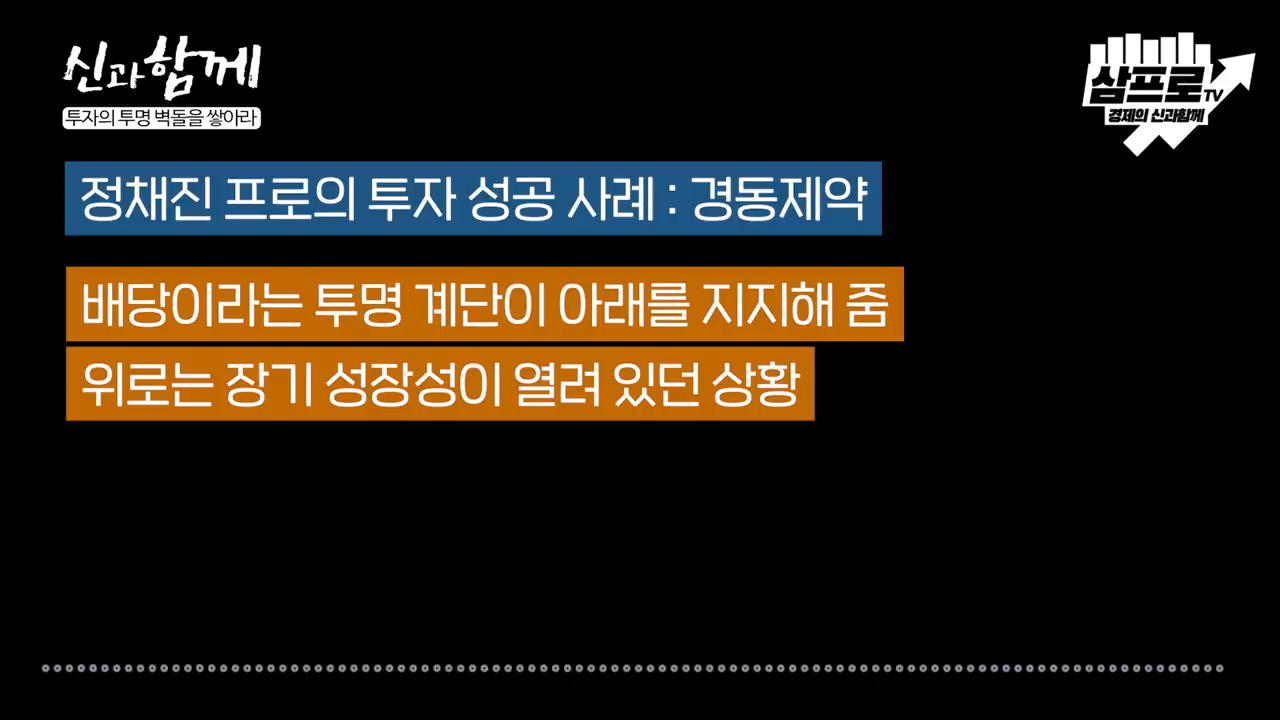 신과함께
투자의 투명 벽돌을 쌓아라
삼프로TV
경제의 신과함께
정채진 프로의 투자 성공 사례 : 경동제약
배당이라는 투명 계단이 아래를 지지해 줌
위로는 장기 성장성이 열려 있던 상황